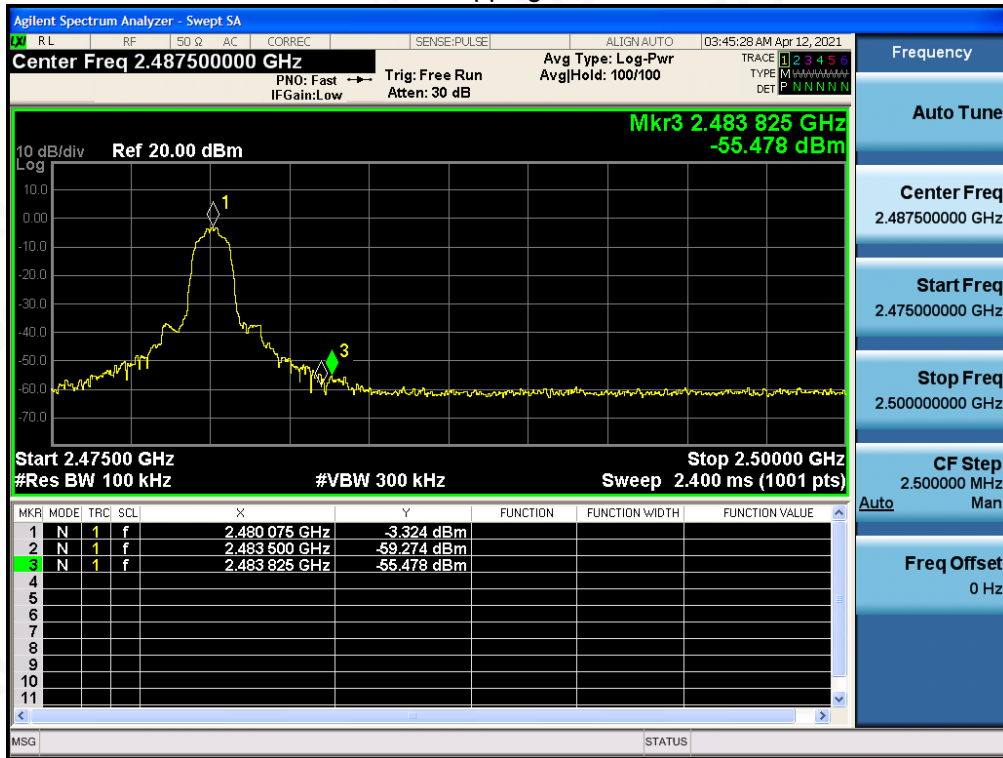 Agilent Spectrum Analyzer - Swept SA
LXI RL RF 50 Ω AC CORREC SENSE:PULSE ALIGNAUTO 03:45:28 AM Apr 12, 2021
Center Freq 2.487500000 GHz
PNO: Fast
IFGain:Low
Trig: Free Run
Atten: 30 dB
Avg Type: Log-Pwr
Avg|Hold: 100/100
TRACE 1 2 3 4 5 6
TYPE M
DET P N N N N N
Mkr3 2.483 825 GHz
-55.478 dBm
10 dB/div Ref 20.00 dBm
Log
10.0
0.00
-10.0
-20.0
-30.0
-40.0
-50.0
-60.0
-70.0
1
3
Start 2.47500 GHz Stop 2.50000 GHz
#Res BW 100 kHz #VBW 300 kHz Sweep 2.400 ms (1001 pts)
MKR MODE TRC SCL X Y FUNCTION FUNCTION WIDTH FUNCTION VALUE
1 N 1 f 2.480 075 GHz -3.324 dBm
2 N 1 f 2.483 500 GHz -59.274 dBm
3 N 1 f 2.483 825 GHz -55.478 dBm
4
5
6
7
8
9
10
11
MSG STATUS
Frequency
Auto Tune
Center Freq
2.487500000 GHz
Start Freq
2.475000000 GHz
Stop Freq
2.500000000 GHz
CF Step
2.500000 MHz
Auto Man
Freq Offset
0 Hz